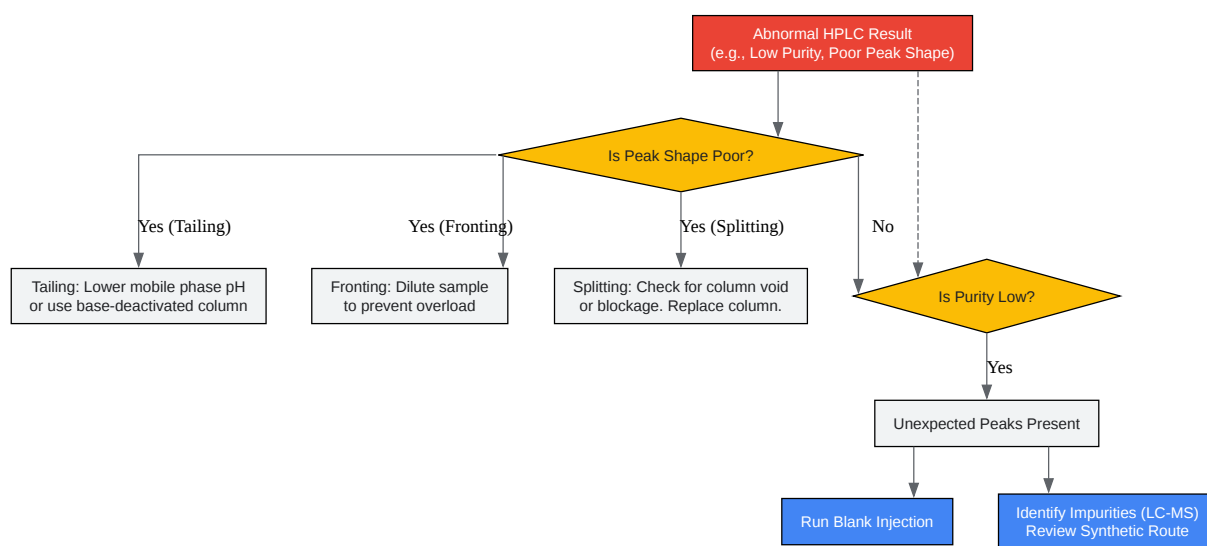 Abnormal HPLC Result
(e.g., Low Purity, Poor Peak Shape)
Is Peak Shape Poor?
Yes (Tailing)
Yes (Fronting)
Yes (Splitting)
No
Tailing: Lower mobile phase pH
or use base-deactivated column
Fronting: Dilute sample
to prevent overload
Splitting: Check for column void
or blockage. Replace column.
Is Purity Low?
Yes
Unexpected Peaks Present
Run Blank Injection
Identify Impurities (LC-MS)
Review Synthetic Route